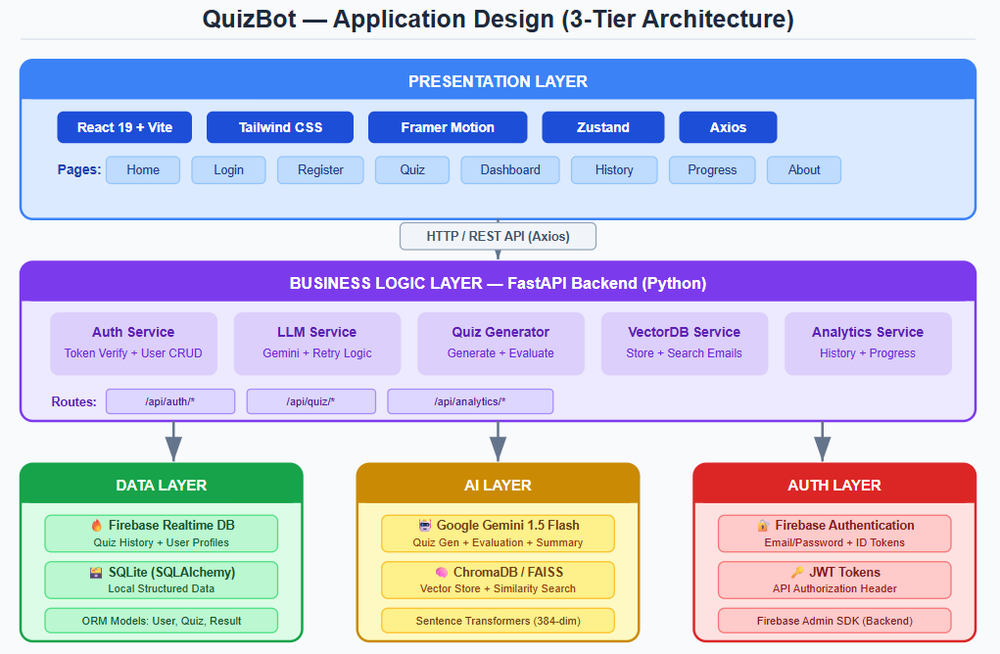 QuizBot — Application Design (3-Tier Architecture)
PRESENTATION LAYER
React 19 + Vite
Tailwind CSS
Framer Motion
Zustand
Axios
Pages:
Home
Login
Register
Quiz
Dashboard
History
Progress
About
HTTP / REST API (Axios)
BUSINESS LOGIC LAYER — FastAPI Backend (Python)
Auth Service
Token Verify + User CRUD
LLM Service
Gemini + Retry Logic
Quiz Generator
Generate + Evaluate
VectorDB Service
Store + Search Emails
Analytics Service
History + Progress
Routes:
/api/auth/*
/api/quiz/*
/api/analytics/*
DATA LAYER
🔥 Firebase Realtime DB
Quiz History + User Profiles
SQLite (SQLAlchemy)
Local Structured Data
ORM Models: User, Quiz, Result
AI LAYER
Google Gemini 1.5 Flash
Quiz Gen + Evaluation + Summary
ChromaDB / FAISS
Vector Store + Similarity Search
Sentence Transformers (384-dim)
AUTH LAYER
Firebase Authentication
Email/Password + ID Tokens
JWT Tokens
API Authorization Header
Firebase Admin SDK (Backend)